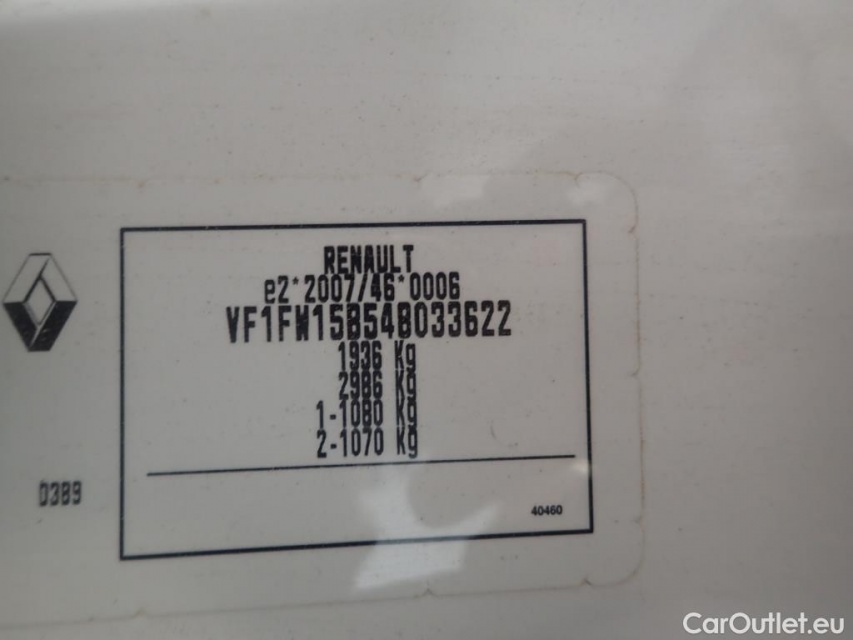 RENAULT
e2*2007/46*0006
VF1FW15B54B033622
1936 Kg
2986 Kg
1-1080 Kg
2-1070 Kg
D389
40460
CarOutlet.eu